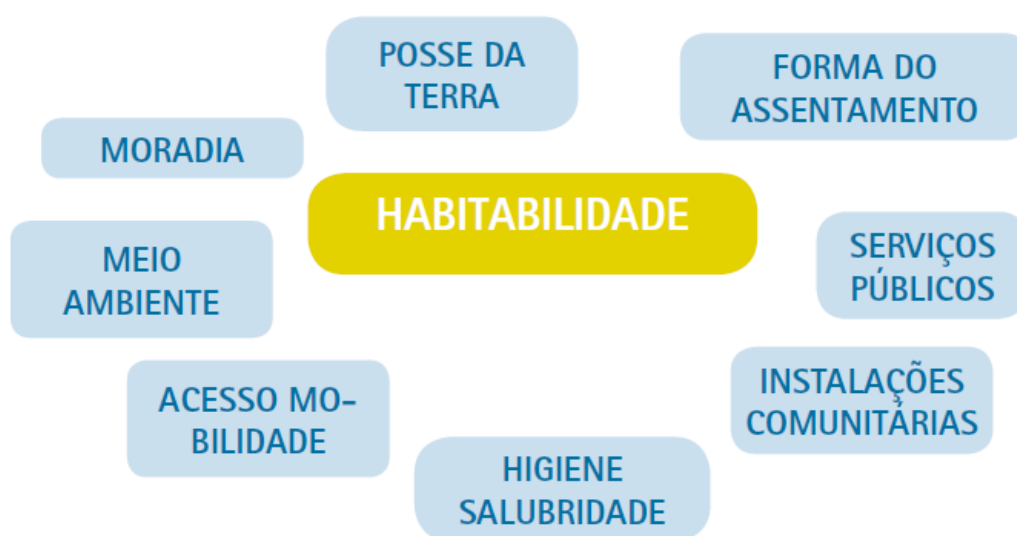 POSSE DA
TERRA
FORMA DO
ASSENTAMENTO
MORADIA
HABITABILIDADE
MEIO
AMBIENTE
SERVIÇOS
PÚBLICOS
ACESSO MO-
BILIDADE
INSTALAÇÕES
COMUNITÁRIAS
HIGIENE
SALUBRIDADE